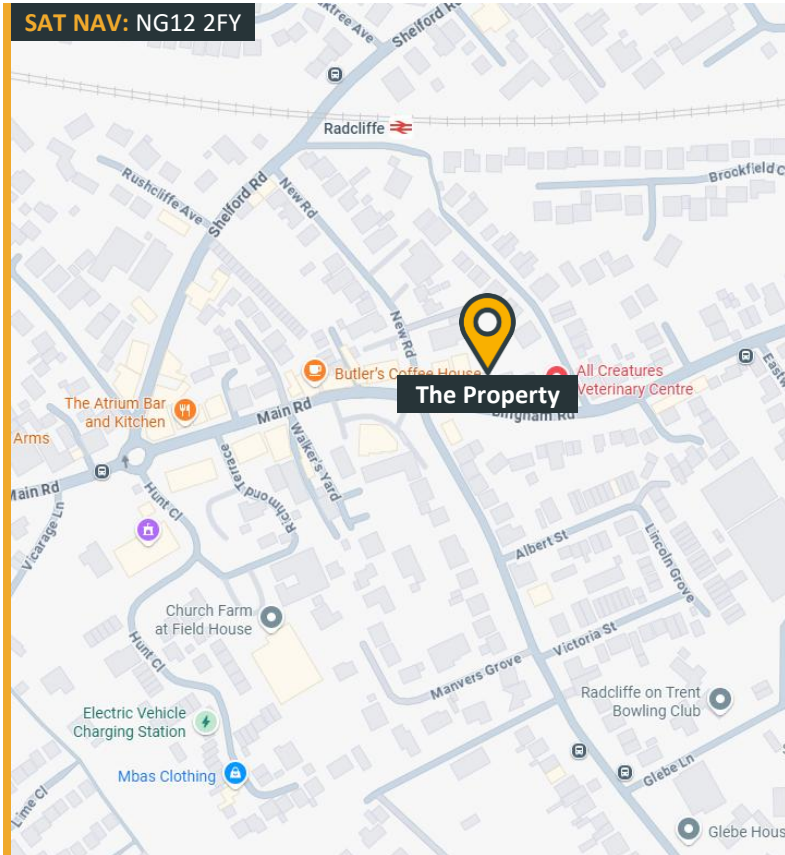 SAT NAV: NG12 2FY
Shelford Rd
Radcliffe
Rushcliffe Ave
New Rd
Shelford Rd
Brockfield C
New Rd
Butler's Coffee House
All Creatures
Veterinary Centre
The Property
Bingham Rd
The Atrium Bar
and Kitchen
Main Rd
Arms
Walker's Yard
Richmond Terrace
Main Rd
Hunt Cl
Vicarage Ln
Albert St
Lincoln Grove
Church Farm
at Field House
Hunt Cl
Victoria St
Manvers Grove
Radcliffe on Trent
Bowling Club
Electric Vehicle
Charging Station
Mbas Clothing
Glebe Ln
Lime Cl
Glebe Hous